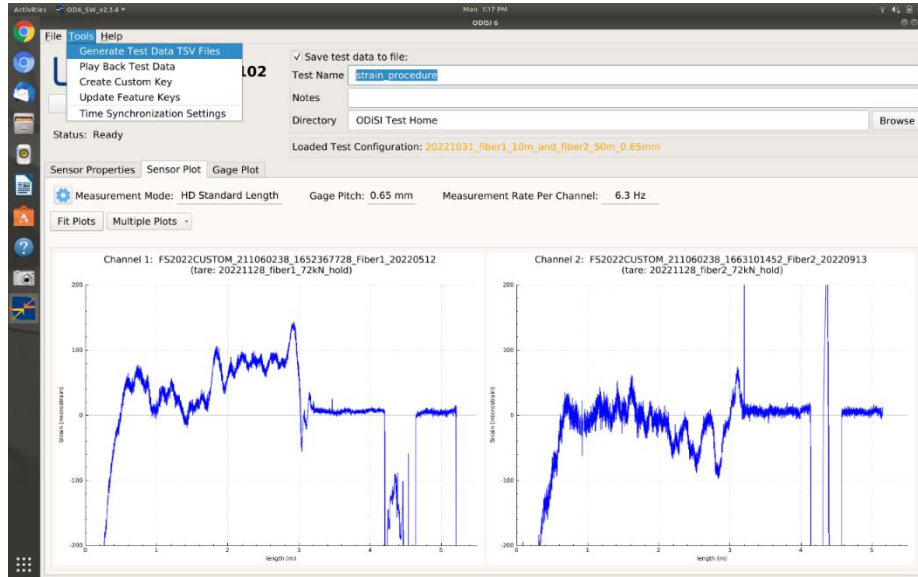 Activities
OD6_SW_v2.3.4
Mon 1:17 PM
ODiSI 6
File Tools Help
Generate Test Data TSV Files
Play Back Test Data
Create Custom Key
Update Feature Keys
Time Synchronization Settings
102
Status: Ready
Save test data to file:
Test Name strain_procedure
Notes
Directory ODiSI Test Home Browse
Loaded Test Configuration: 20221031_fiber1_10m_and_fiber2_50m_0.65mm
Sensor Properties Sensor Plot Gage Plot
Measurement Mode: HD Standard Length Gage Pitch: 0.65 mm Measurement Rate Per Channel: 6.3 Hz
Fit Plots Multiple Plots
Channel 1: FS2022CUSTOM_211060238_1652367728_Fiber1_20220512
(tare: 20221128_fiber1_72kN_hold)
200
100
0
-100
-200
Strain (microstrain)
0 1 2 3 4 5
length (m)
Channel 2: FS2022CUSTOM_211060238_1663101452_Fiber2_20220913
(tare: 20221128_fiber2_72kN_hold)
200
100
0
-100
-200
Strain (microstrain)
0 1 2 3 4 5
length (m)